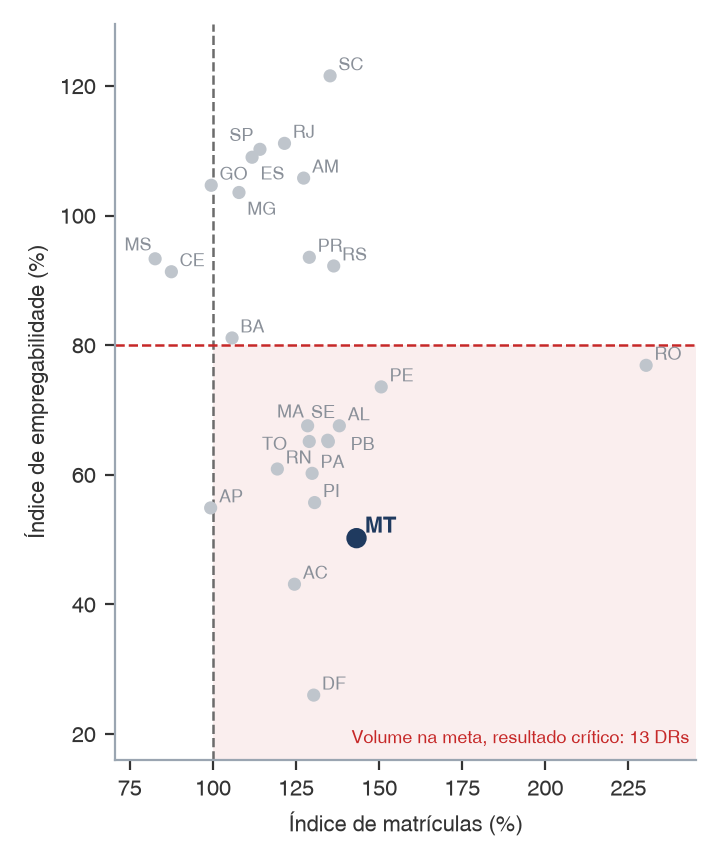 120
100
80
60
40
20
Índice de empregabilidade (%)
SC
RJ
SP
ES
AM
GO
MG
PR
RS
MS
CE
BA
RO
PE
MA
SE
AL
TO
PB
RN
PA
PI
AP
MT
AC
DF
Volume na meta, resultado crítico: 13 DRs
75
100
125
150
175
200
225
Índice de matrículas (%)